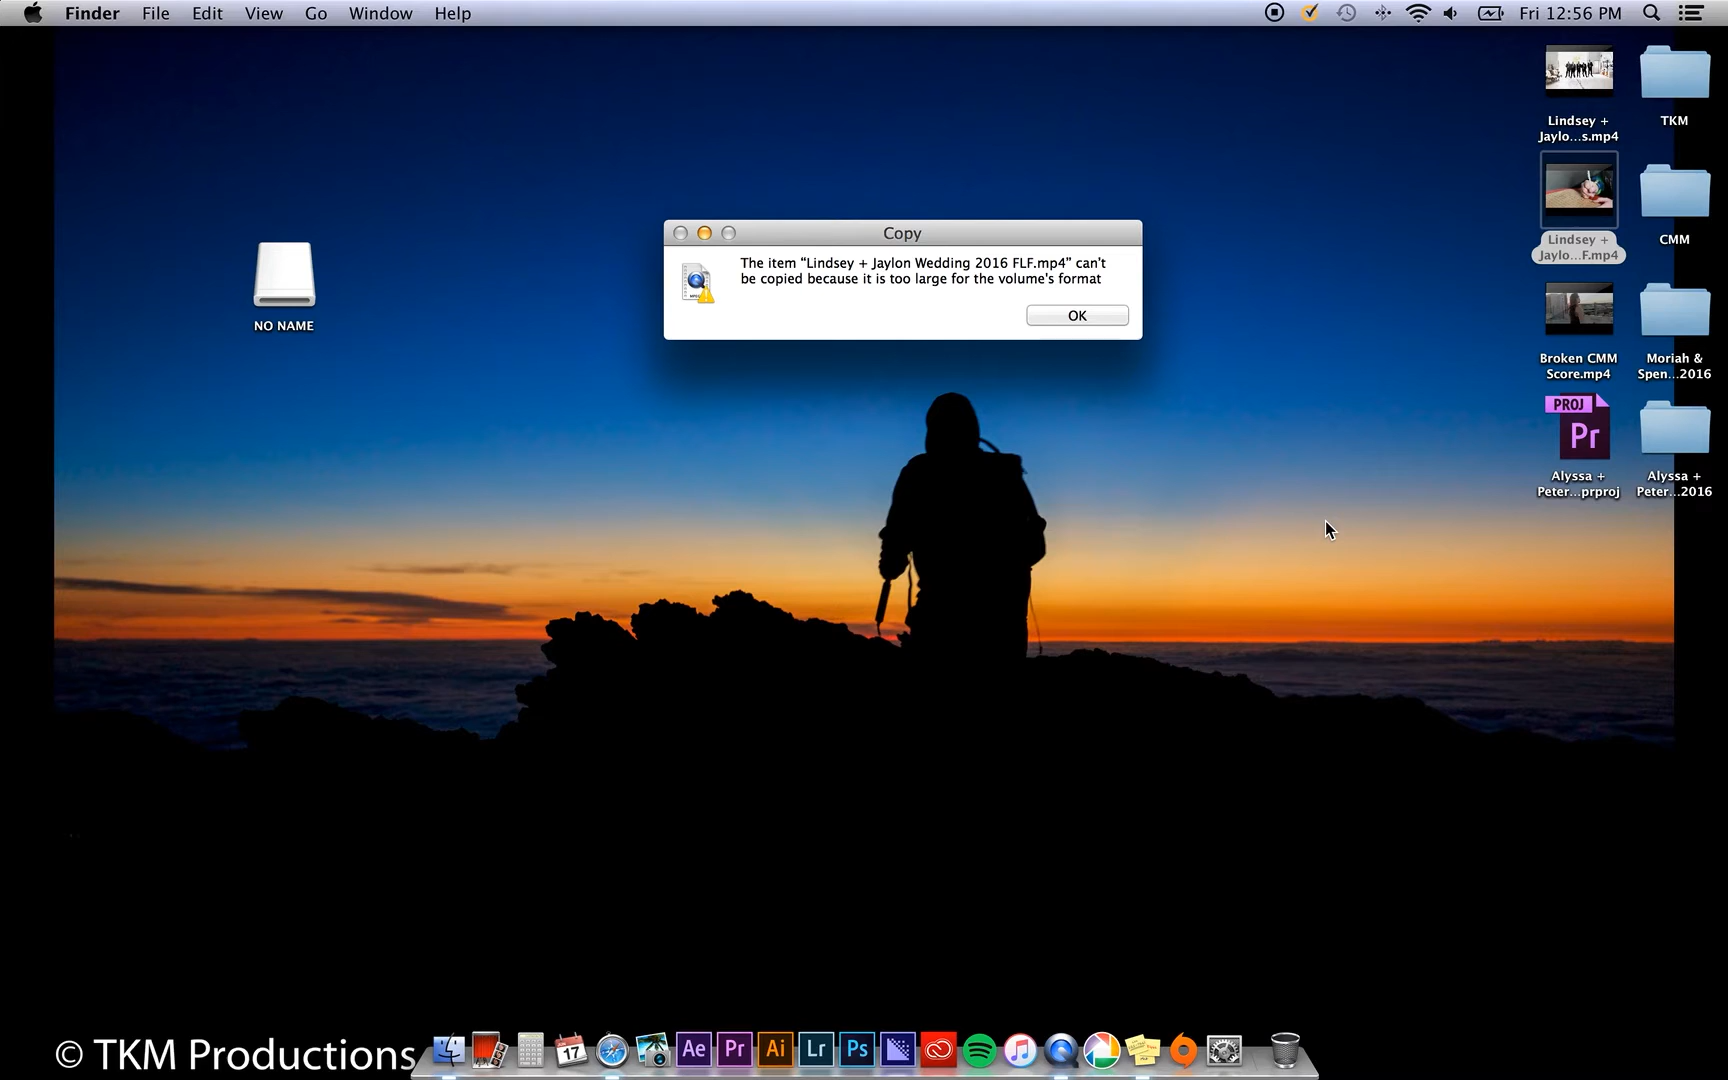 Finder File Edit View Go Window Help Fri 12:56 PM
Lindsey +
Jaylo...s.mp4
TKM
Lindsey +
Jaylo...F.mp4
CMM
Broken CMM
Score.mp4
Moriah &
Spen...2016
PROJ
Pr
Alyssa +
Peter...prproj
Alyssa +
Peter...2016
NO NAME
Copy
The item “Lindsey + Jaylon Wedding 2016 FLF.mp4” can't
be copied because it is too large for the volume's format
OK
© TKM Productions
17
Ae Pr Ai Lr Ps